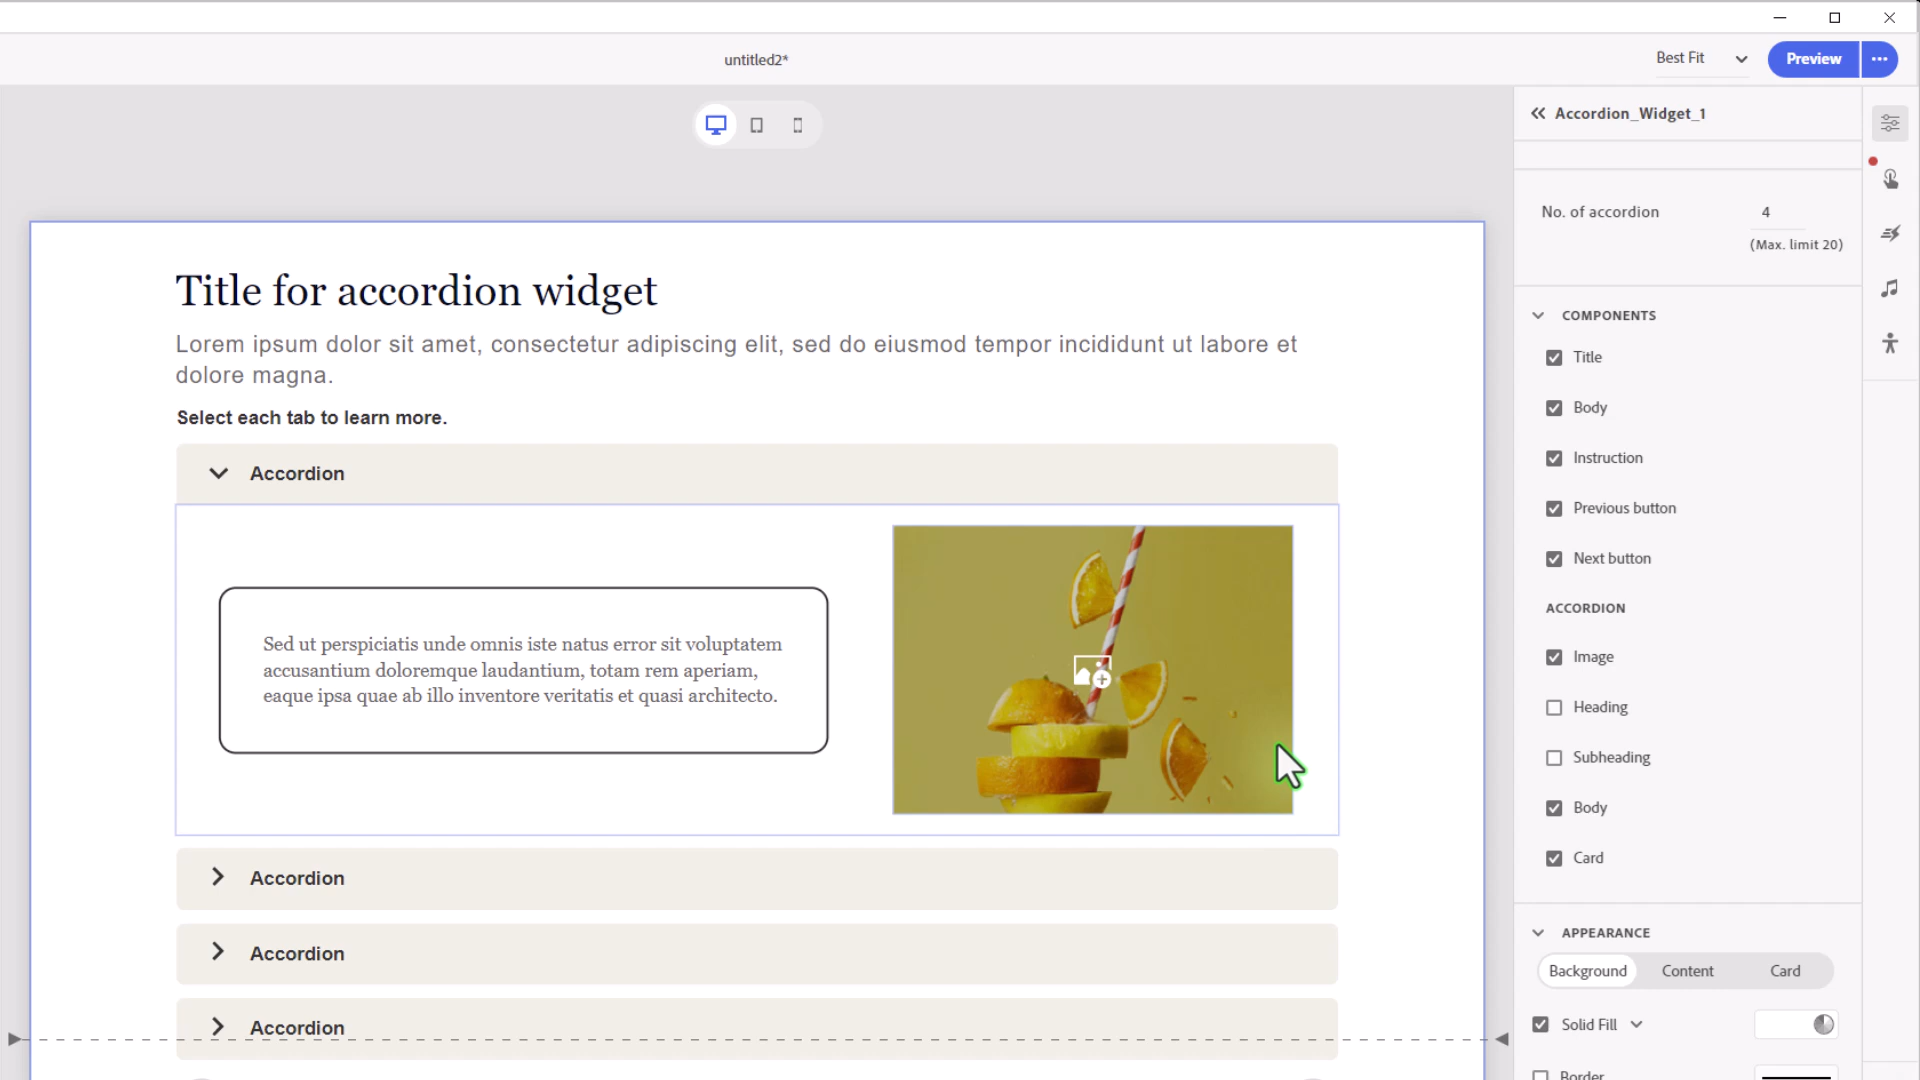 untitled2*
Best Fit
Preview
Accordion_Widget_1
No. of accordion
4
(Max. limit 20)
COMPONENTS
Title
Body
Instruction
Previous button
Next button
ACCORDION
Image
Heading
Subheading
Body
Card
APPEARANCE
Background
Content
Card
Solid Fill
Border
Title for accordion widget
Lorem ipsum dolor sit amet, consectetur adipiscing elit, sed do eiusmod tempor incididunt ut labore et
dolore magna.
Select each tab to learn more.
Accordion
Sed ut perspiciatis unde omnis iste natus error sit voluptatem
accusantium doloremque laudantium, totam rem aperiam,
eaque ipsa quae ab illo inventore veritatis et quasi architecto.
Accordion
Accordion
Accordion